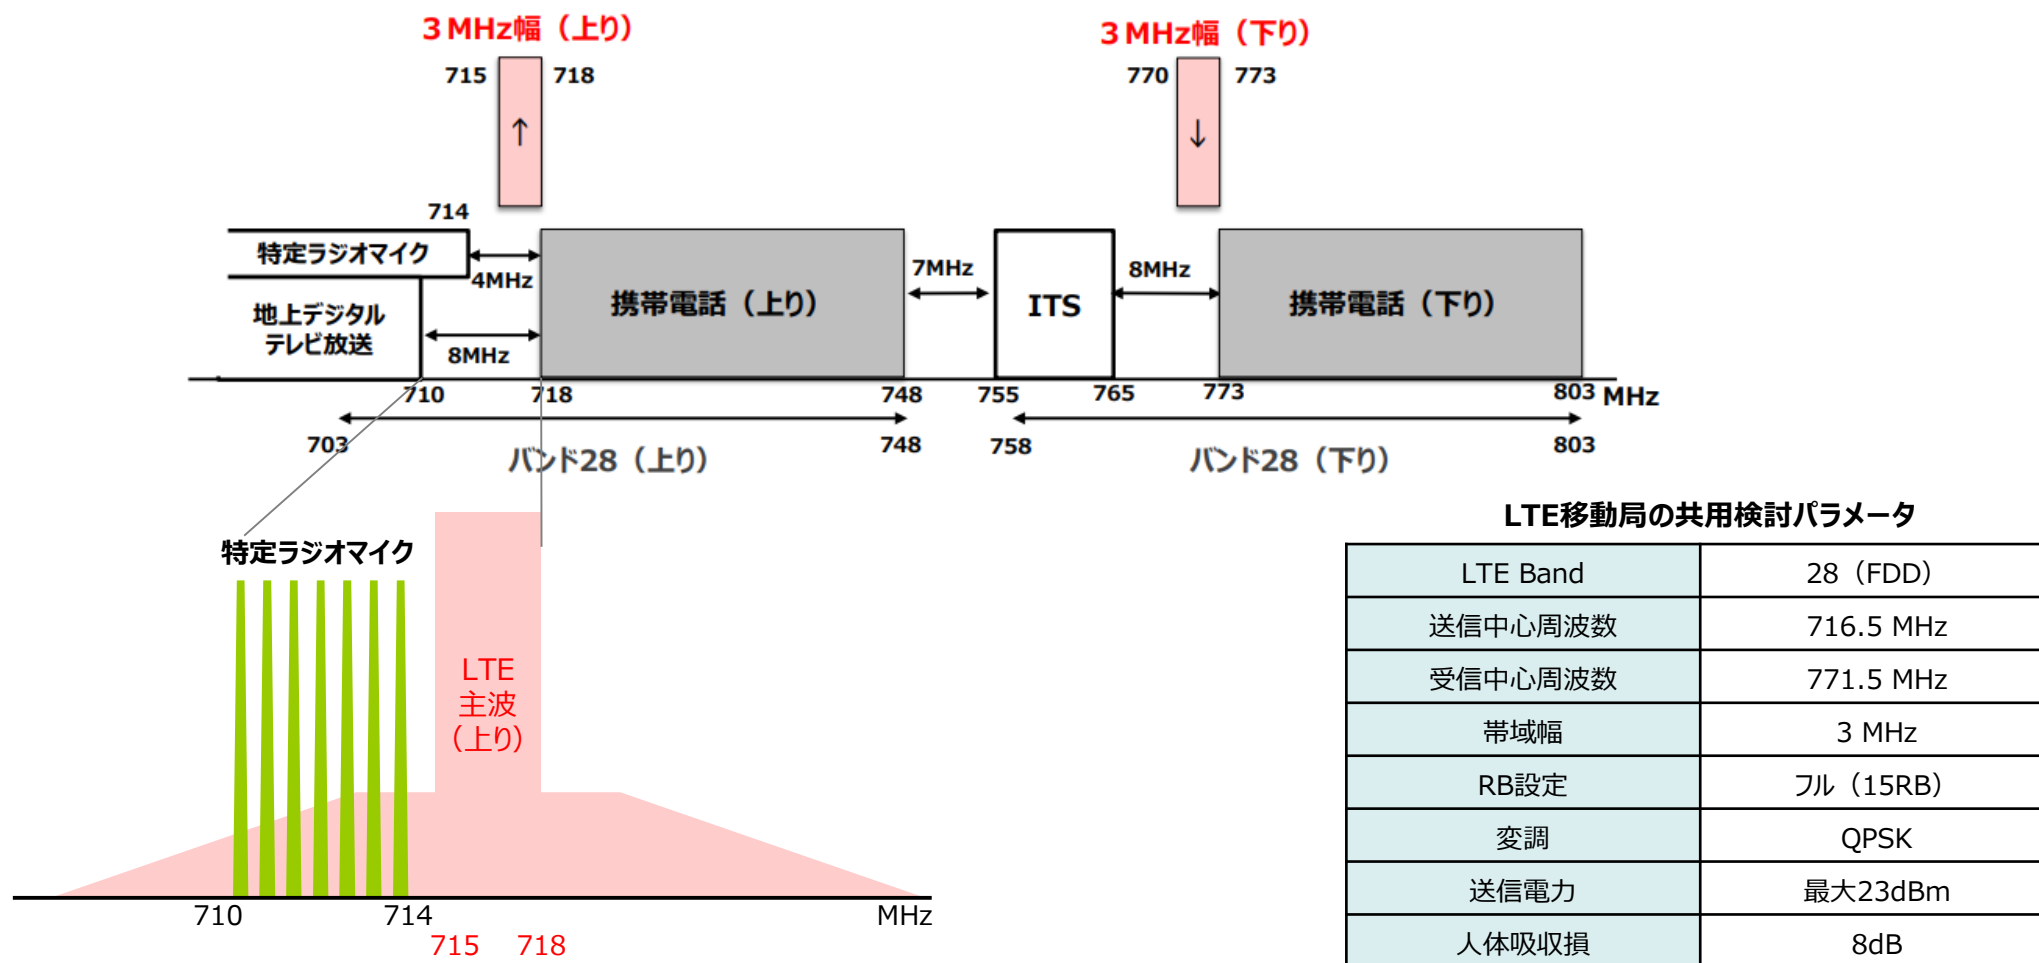 3 MHz幅（上り）
3 MHz幅（下り）
715
718
770
773
↑
↓
714
特定ラジオマイク
4MHz
地上デジタル
テレビ放送
8MHz
携帯電話（上り）
7MHz
ITS
8MHz
携帯電話（下り）
710
718
748
755
765
773
803
MHz
703
748
758
803
バンド28（上り）
バンド28（下り）
特定ラジオマイク
LTE
主波
（上り）
710
714
MHz
715
718
LTE移動局の共用検討パラメータ
LTE Band
28（FDD）
送信中心周波数
716.5 MHz
受信中心周波数
771.5 MHz
帯域幅
3 MHz
RB設定
フル（15RB）
変調
QPSK
送信電力
最大23dBm
人体吸収損
8dB